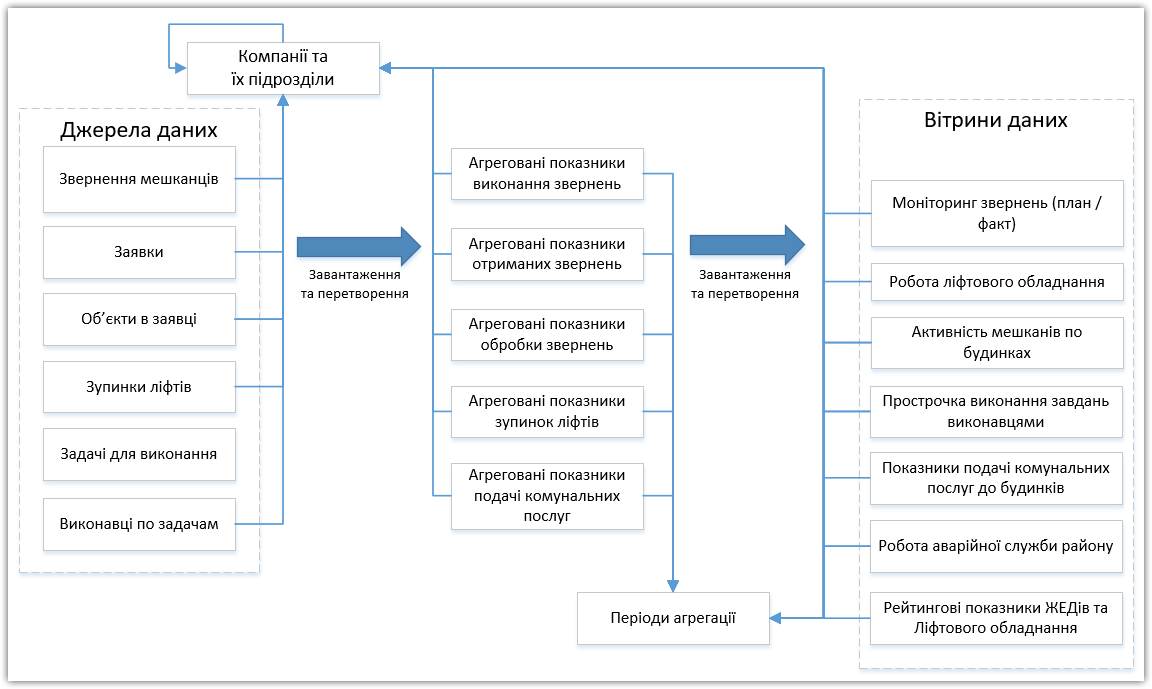 Компанії та
їх підрозділи
Джерела даних
Звернення мешканців
Заявки
Об’єкти в заявці
Зупинки ліфтів
Задачі для виконання
Виконавці по задачам
Завантаження
та перетворення
Агреговані показники
виконання звернень
Агреговані показники
отриманих звернень
Агреговані показники
обробки звернень
Агреговані показники
зупинок ліфтів
Агреговані показники
подачі комунальних
послуг
Завантаження
та перетворення
Періоди агрегації
Вітрини даних
Моніторинг звернень (план /
факт)
Робота ліфтового обладнання
Активність мешканів по
будинках
Прострочка виконання завдань
виконавцями
Показники подачі комунальних
послуг до будинків
Робота аварійної служби району
Рейтингові показники ЖЕДів та
Ліфтового обладнання